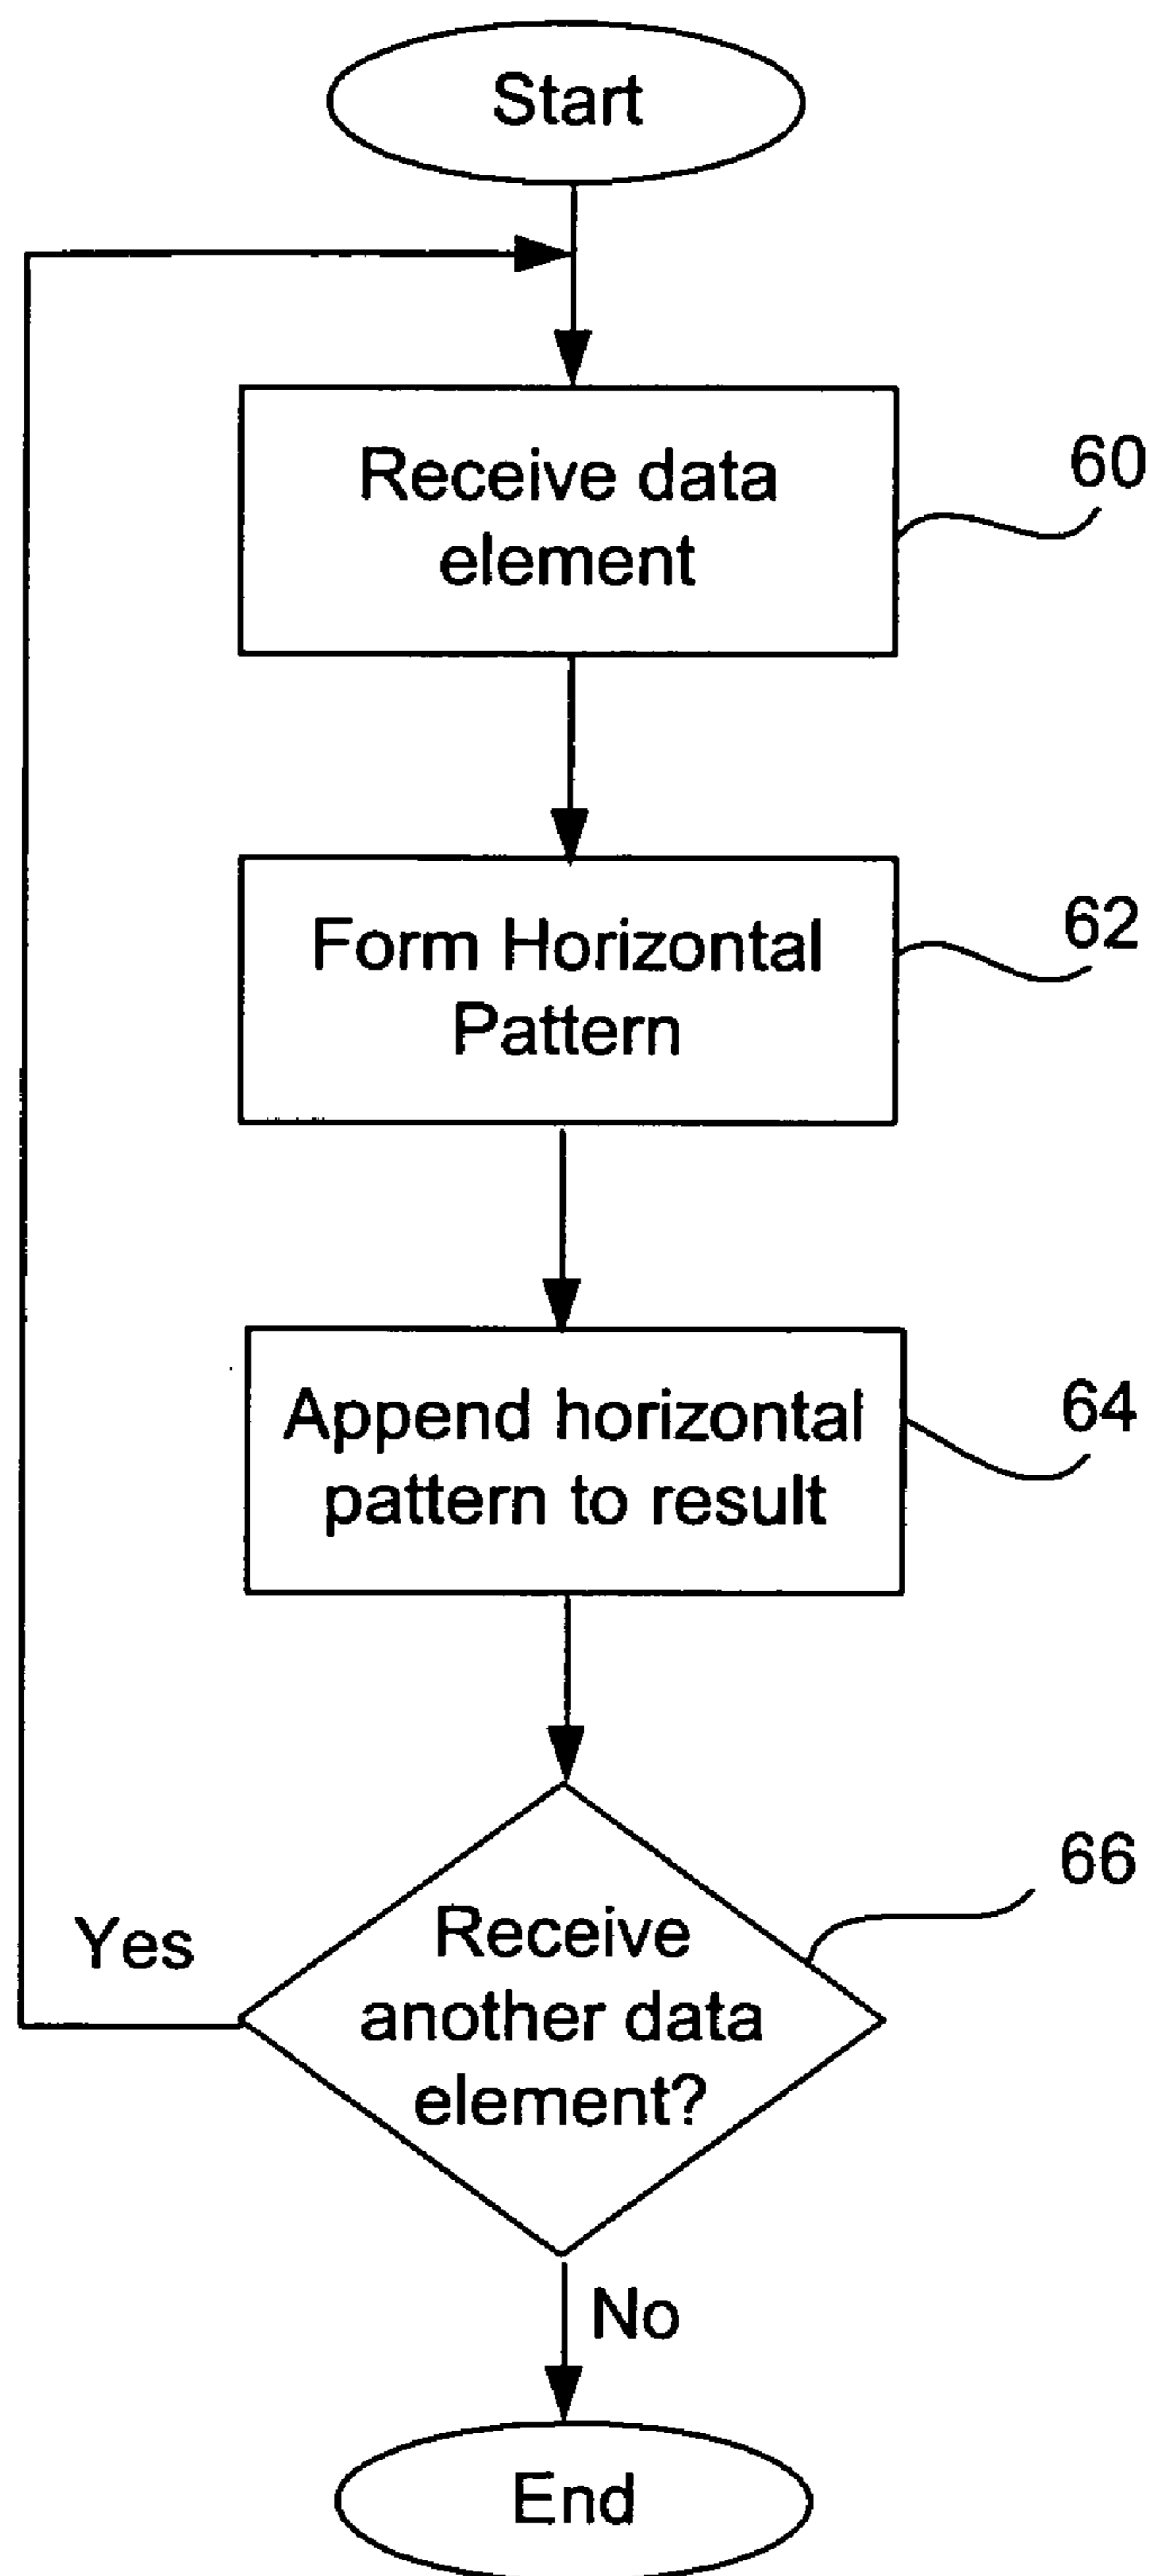 Start
Receive data
element
60
Form Horizontal
Pattern
62
Append horizontal
pattern to result
64
Receive
another data
element?
66
Yes
No
End